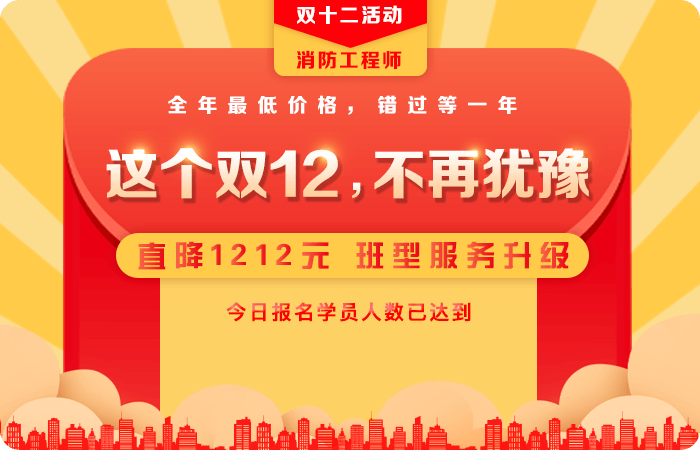 双十二活动
消防工程师
全年最低价格，错过等一年
这个双12，不再犹豫
直降1212元 班型服务升级
今日报名学员人数已达到